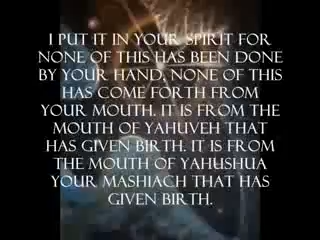 I PUT IT IN YOUR SPIRIT FOR
NONE OF THIS HAS BEEN DONE
BY YOUR HAND, NONE OF THIS
HAS COME FORTH FROM
YOUR MOUTH. IT IS FROM THE
MOUTH OF YAHUVEH THAT
HAS GIVEN BIRTH. IT IS FROM
THE MOUTH OF YAHUSHUA
YOUR MASHIACH THAT HAS
GIVEN BIRTH.